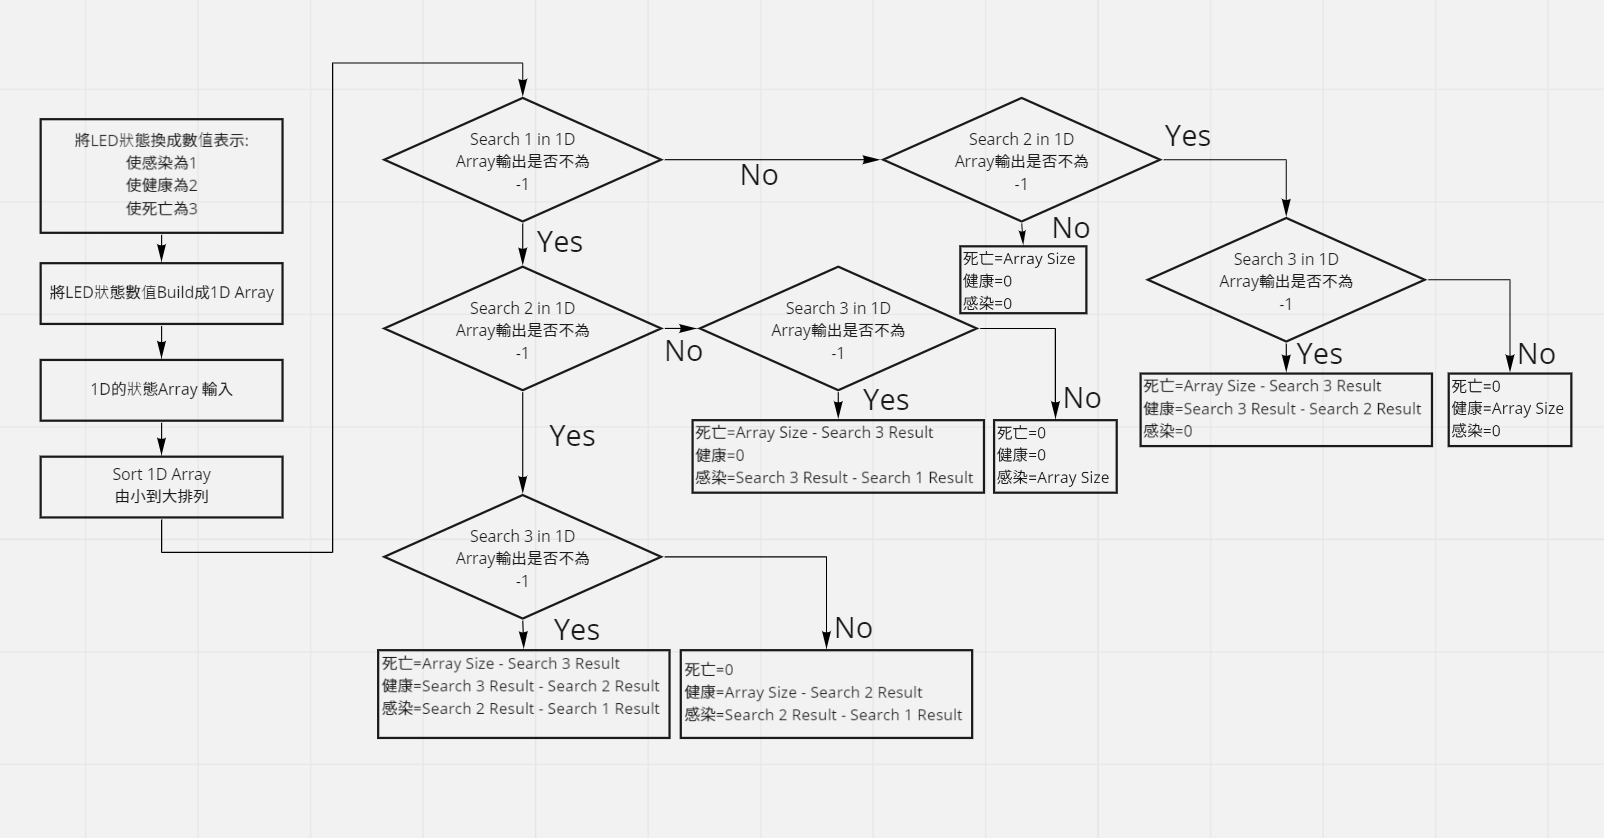 將LED狀態換成數值表示:
使感染為1
使健康為2
使死亡為3
將LED狀態數值Build成1D Array
1D的狀態Array 輸入
Sort 1D Array
由小到大排列
Search 1 in 1D
Array輸出是否不為
-1
No
Yes
Search 2 in 1D
Array輸出是否不為
-1
Yes
No
死亡=Array Size
健康=0
感染=0
Search 3 in 1D
Array輸出是否不為
-1
Yes
No
死亡=Array Size - Search 3 Result
健康=Search 3 Result - Search 2 Result
感染=0
死亡=0
健康=Array Size
感染=0
Search 2 in 1D
Array輸出是否不為
-1
No
Yes
Search 3 in 1D
Array輸出是否不為
-1
Yes
No
死亡=Array Size - Search 3 Result
健康=0
感染=Search 3 Result - Search 1 Result
死亡=0
健康=0
感染=Array Size
Search 3 in 1D
Array輸出是否不為
-1
Yes
No
死亡=Array Size - Search 3 Result
健康=Search 3 Result - Search 2 Result
感染=Search 2 Result - Search 1 Result
死亡=0
健康=Array Size - Search 2 Result
感染=Search 2 Result - Search 1 Result